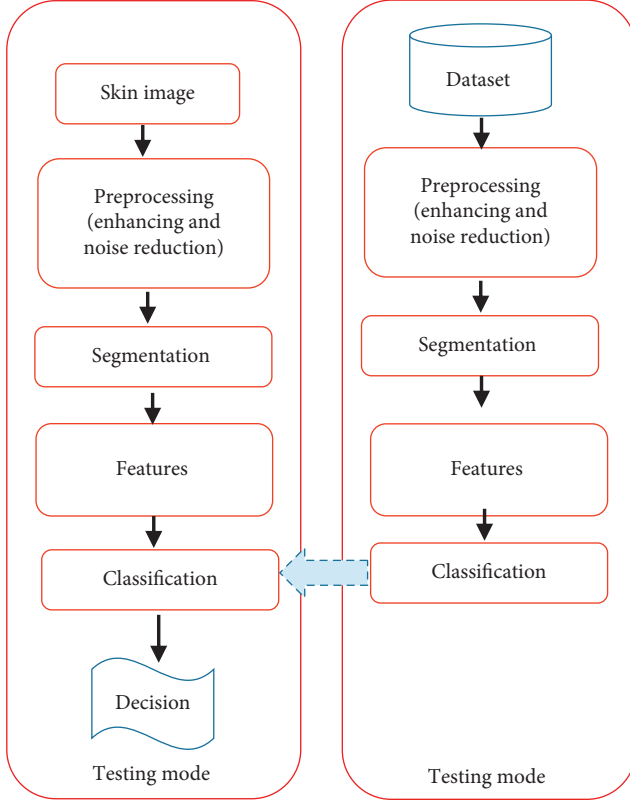 Skin image
Preprocessing
(enhancing and
noise reduction)
Segmentation
Features
Classification
Decision
Testing mode
Dataset
Preprocessing
(enhancing and
noise reduction)
Segmentation
Features
Classification
Testing mode